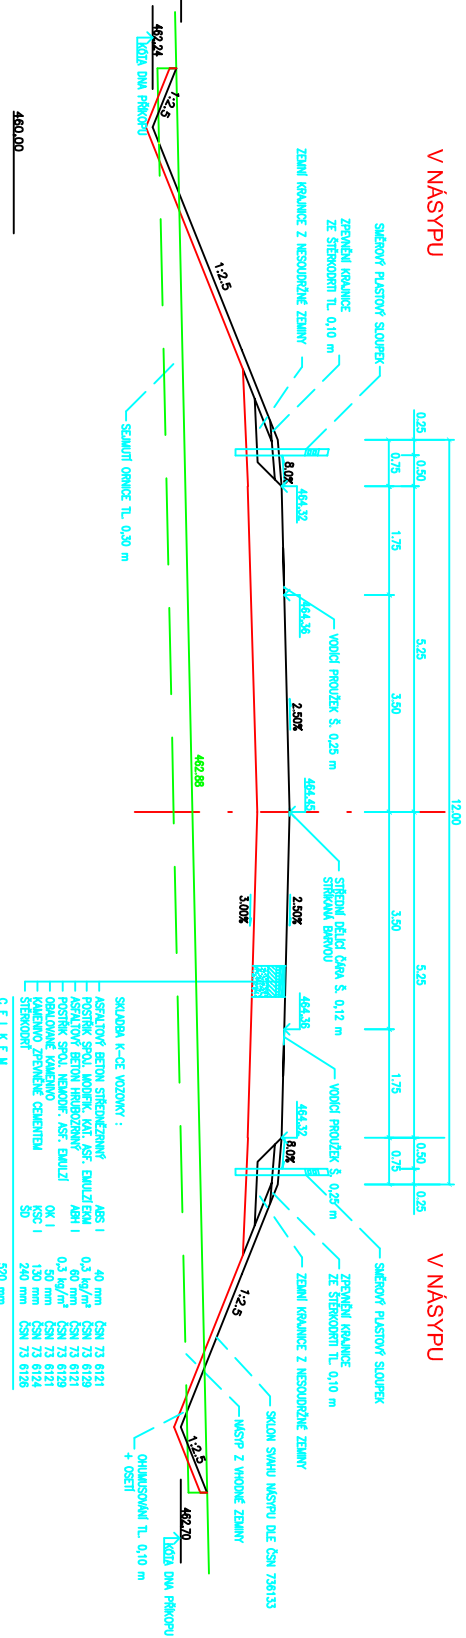 V NÁSYPU
V NÁSYPU
12.00
0.25
0.50
5.25
5.25
0.50
0.25
0.75
1.75
3.50
3.50
1.75
0.75
SMĚROVÝ PLASTOVÝ SLOUPEK
ZPEVNĚNÍ KRAJNICE
ZE ŠTĚRKODRTI TL. 0,10 m
ZEMNÍ KRAJNICE Z NESOUDRŽNÉ ZEMINY
VODÍCÍ PROUŽEK Š. 0,25 m
STŘEDNÍ DĚLÍCÍ ČÁRA Š. 0,12 m
STŘÍKANÁ BARVOU
VODÍCÍ PROUŽEK Š. 0,25 m
SMĚROVÝ PLASTOVÝ SLOUPEK
ZPEVNĚNÍ KRAJNICE
ZE ŠTĚRKODRTI TL. 0,10 m
ZEMNÍ KRAJNICE Z NESOUDRŽNÉ ZEMINY
SKLON SVAHU NÁSYPU DLE ČSN 736133
NÁSYP Z VHODNÉ ZEMINY
464.32
464.36
464.45
464.36
464.32
8.0%
2.50%
2.50%
8.0%
3.00%
1:2.5
1:2.5
1:2.5
1:2.5
462.24
KÓTA DNA PŘÍKOPU
462.88
462.70
KÓTA DNA PŘÍKOPU
SEJMUTÍ ORNICE TL. 0,30 m
OHUMUSOVÁNÍ TL. 0,10 m
+ OSETÍ
460,00
SKLADBA K-CE VOZOVKY :
ASFALTOVÝ BETON STŘEDNĚZRNNÝ ABS I 40 mm ČSN 73 6121
POSTŘIK SPOJ. MODIFIK. KAT. ASF. EMULZÍ EKM 0,3 kg/m² ČSN 73 6129
ASFALTOVÝ BETON HRUBOZRNNÝ ABH I 60 mm ČSN 73 6121
POSTŘIK SPOJ. NEMODIF. ASF. EMULZÍ 0,3 kg/m² ČSN 73 6129
OBALOVANÉ KAMENIVO OK I 50 mm ČSN 73 6121
KAMENIVO ZPEVNĚNÉ CEMENTEM KSC I 130 mm ČSN 73 6124
ŠTĚRKODRŤ ŠD 240 mm ČSN 73 6126
C E L K E M 520 mm